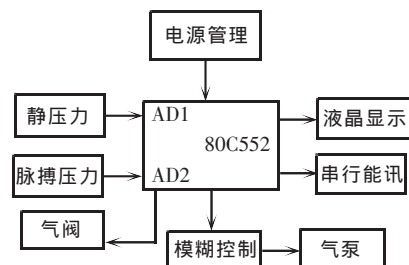 电源管理
静压力
AD1
液晶显示
80C552
脉搏压力
AD2
串行能讯
气阀
模糊控制
气泵